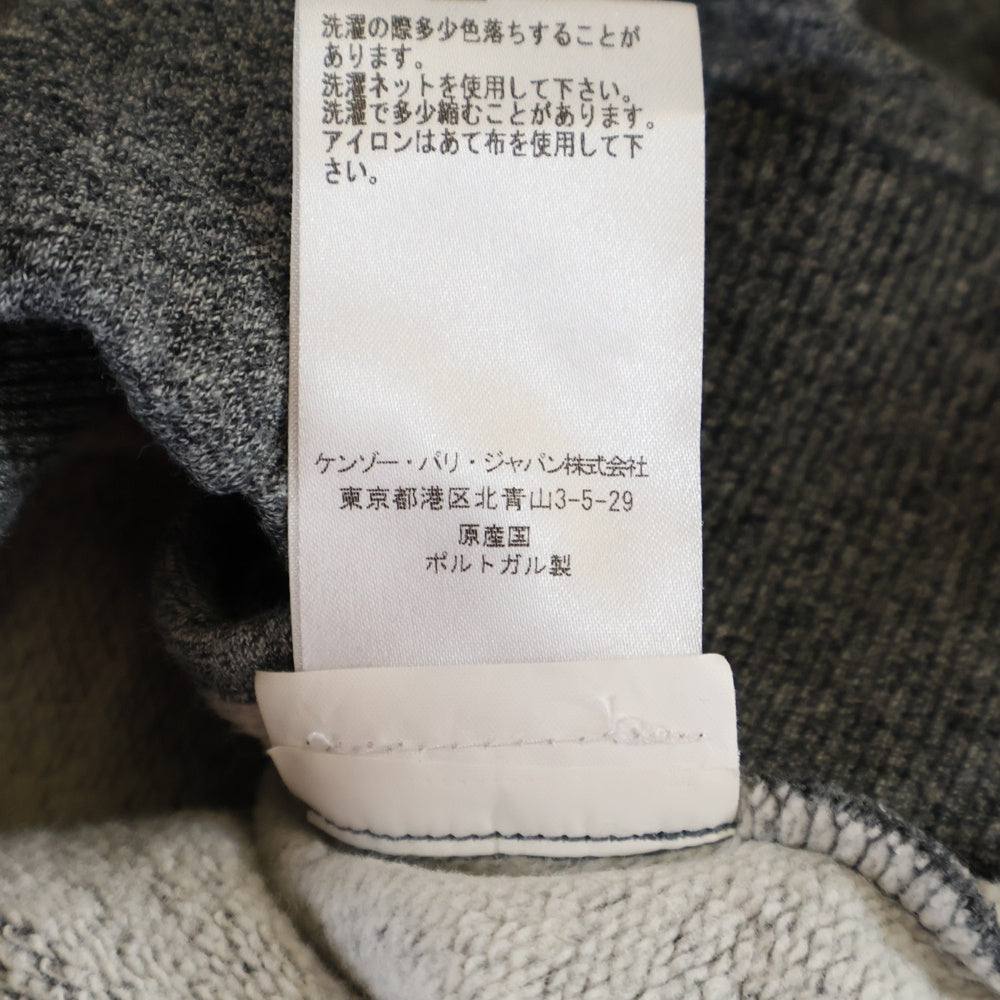 洗濯の際多少色落ちすることが
あります。
洗濯ネットを使用して下さい。
洗濯で多少縮むことがあります。
アイロンはあて布を使用して下
さい。
ケンゾー・パリ・ジャパン株式会社
東京都港区北青山3-5-29
原産国
ポルトガル製